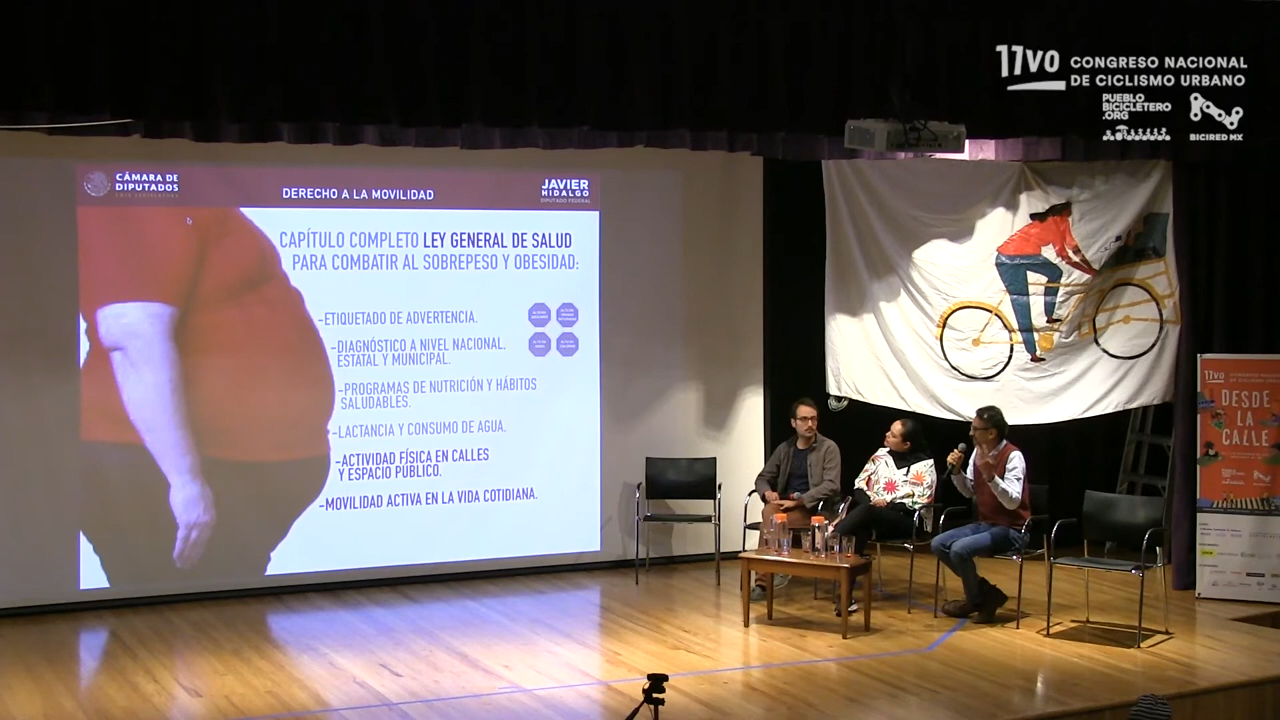 11vo CONGRESO NACIONAL
DE CICLISMO URBANO
PUEBLO
BICICLETERO
.ORG
BICIRED MX
CÁMARA DE
DIPUTADOS
DERECHO A LA MOVILIDAD
JAVIER
HIDALGO
DIPUTADO FEDERAL
CAPÍTULO COMPLETO LEY GENERAL DE SALUD
PARA COMBATIR AL SOBREPESO Y OBESIDAD:
-ETIQUETADO DE ADVERTENCIA.
-DIAGNÓSTICO A NIVEL NACIONAL,
ESTATAL Y MUNICIPAL.
-PROGRAMAS DE NUTRICIÓN Y HÁBITOS
SALUDABLES.
-LACTANCIA Y CONSUMO DE AGUA.
-ACTIVIDAD FÍSICA EN CALLES
Y ESPACIO PÚBLICO.
-MOVILIDAD ACTIVA EN LA VIDA COTIDIANA.
11vo
DESDE
LA
CALLE